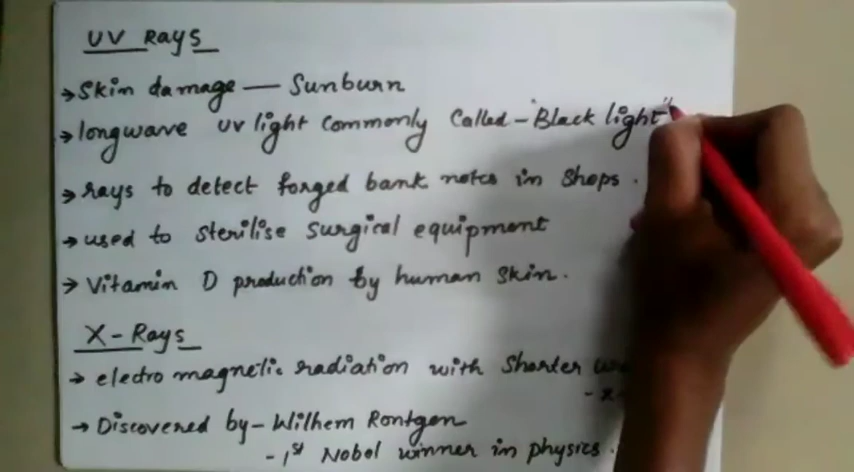 UV Rays
→ Skin damage — Sunburn
→ longwave UV light commonly Called - "Black light"
→ rays to detect forged bank notes in Shops.
→ used to sterilise surgical equipment
→ Vitamin D production by human skin.
X-Rays
→ electro magnetic radiation with Shorter
→ Discovered by - Wilhem Rontgen
- 1st Nobel winner in physics.